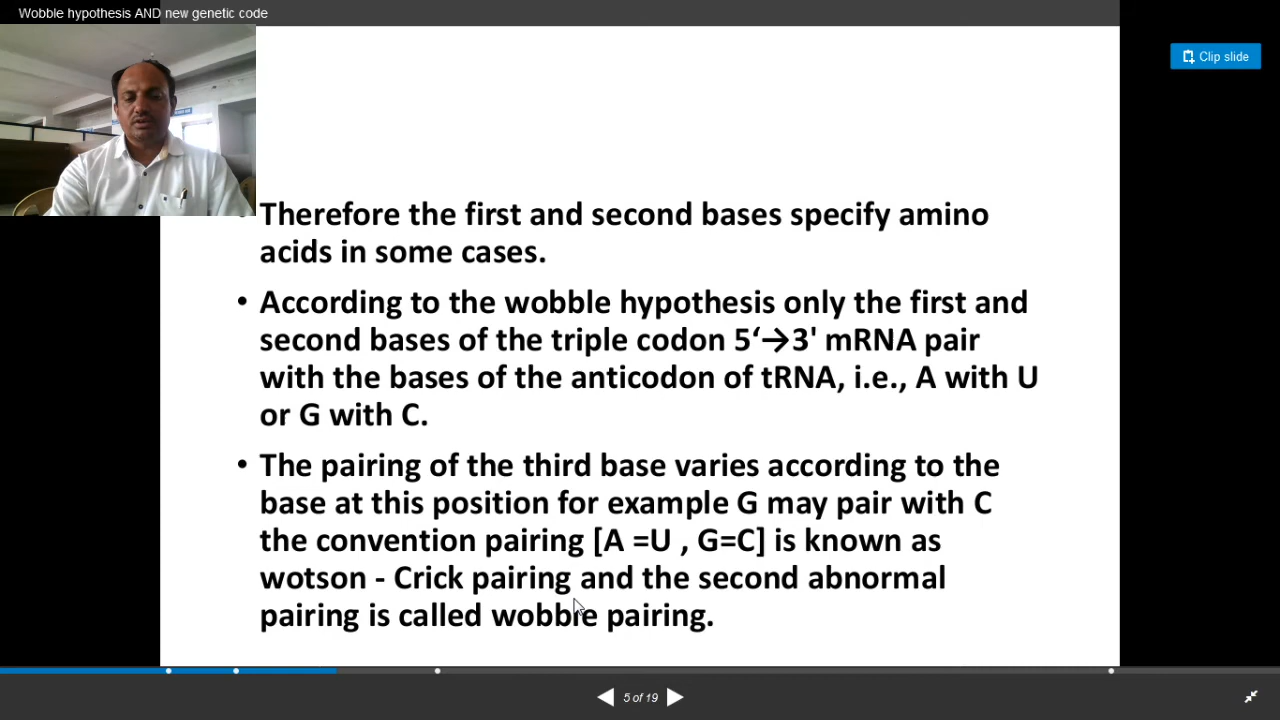 Wobble hypothesis AND new genetic code
Clip slide
• Therefore the first and second bases specify amino
acids in some cases.
• According to the wobble hypothesis only the first and
second bases of the triple codon 5‘→3' mRNA pair
with the bases of the anticodon of tRNA, i.e., A with U
or G with C.
• The pairing of the third base varies according to the
base at this position for example G may pair with C
the convention pairing [A =U , G=C] is known as
wotson - Crick pairing and the second abnormal
pairing is called wobble pairing.
5 of 19